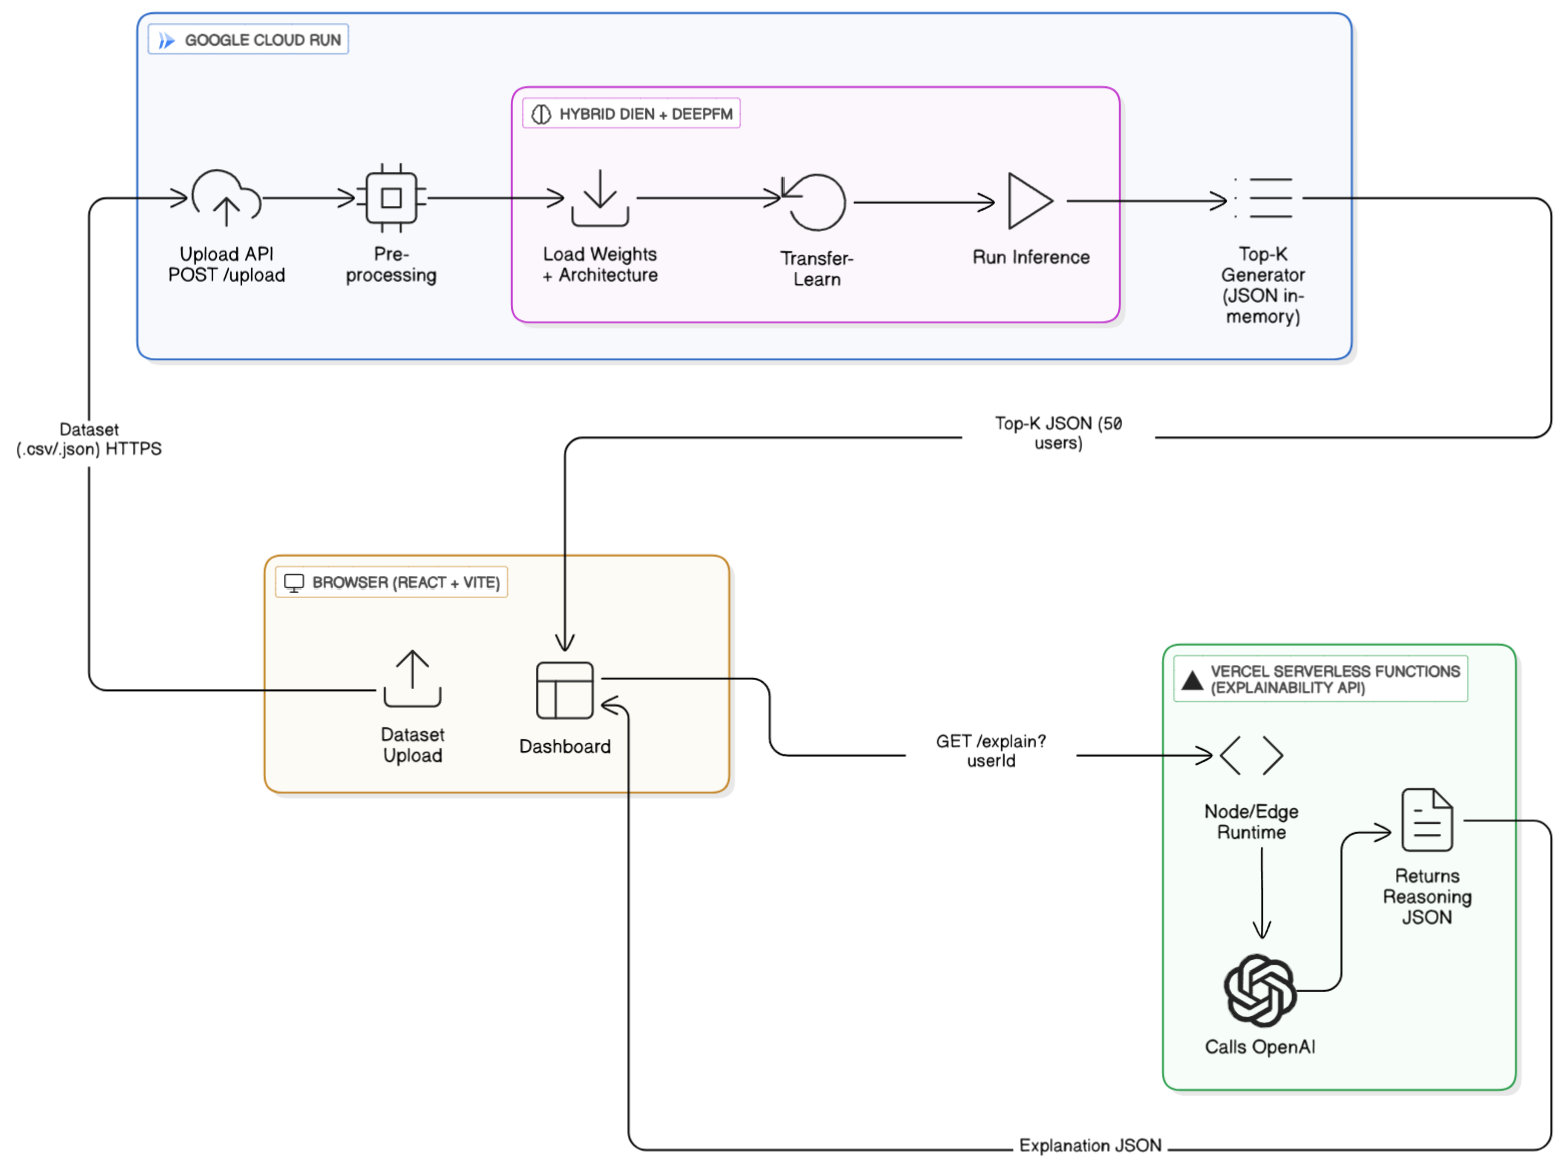 GOOGLE CLOUD RUN
HYBRID DIEN + DEEPFM
Upload API
POST /upload
Pre-
processing
Load Weights
+ Architecture
Transfer-
Learn
Run Inference
Top-K
Generator
(JSON in-
memory)
Dataset
(.csv/.json) HTTPS
Top-K JSON (50
users)
BROWSER (REACT + VITE)
Dataset
Upload
Dashboard
GET /explain?
userId
VERCEL SERVERLESS FUNCTIONS
(EXPLAINABILITY API)
Node/Edge
Runtime
Returns
Reasoning
JSON
Calls OpenAI
Explanation JSON